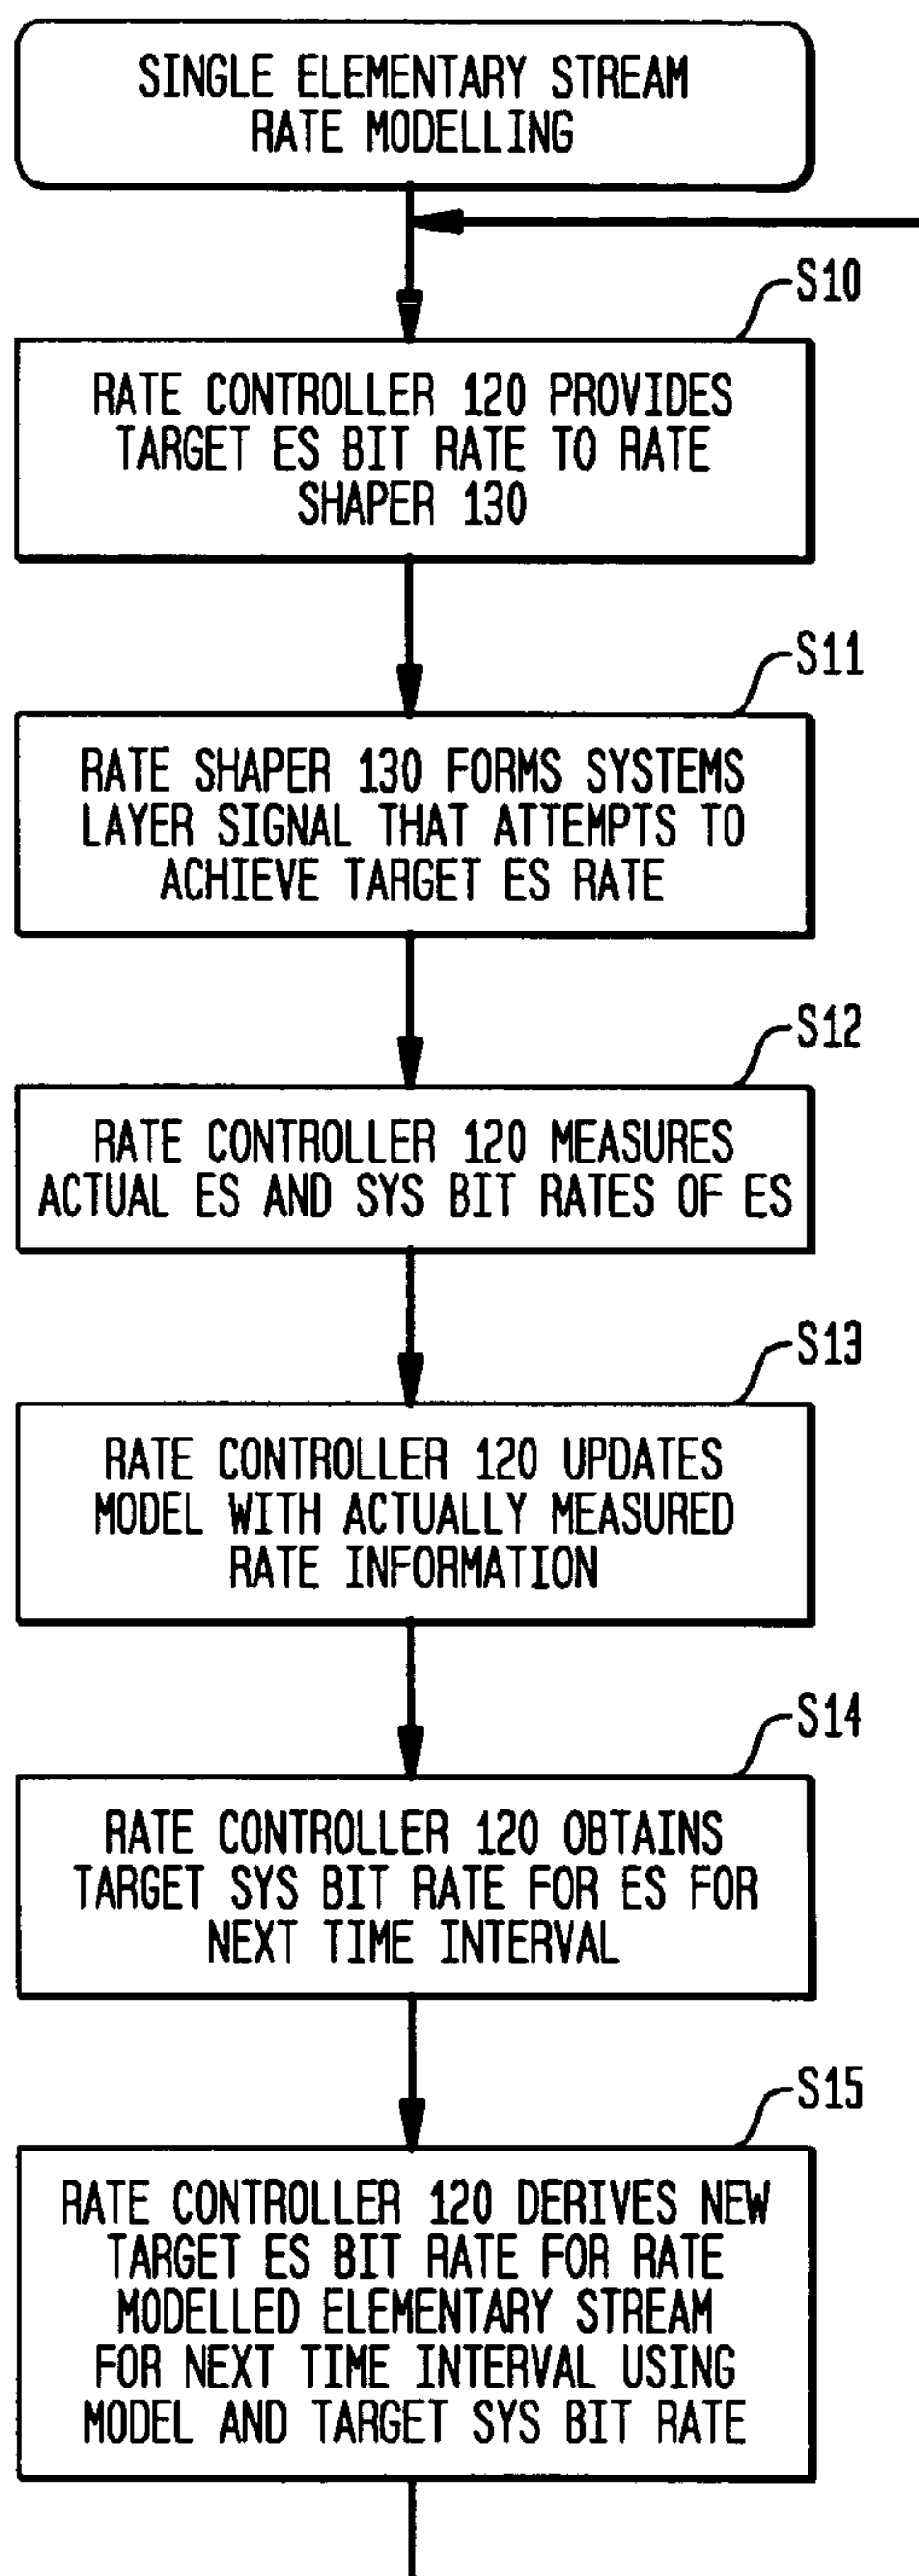 SINGLE ELEMENTARY STREAM
RATE MODELLING
S10
RATE CONTROLLER 120 PROVIDES
TARGET ES BIT RATE TO RATE
SHAPER 130
S11
RATE SHAPER 130 FORMS SYSTEMS
LAYER SIGNAL THAT ATTEMPTS TO
ACHIEVE TARGET ES RATE
S12
RATE CONTROLLER 120 MEASURES
ACTUAL ES AND SYS BIT RATES OF ES
S13
RATE CONTROLLER 120 UPDATES
MODEL WITH ACTUALLY MEASURED
RATE INFORMATION
S14
RATE CONTROLLER 120 OBTAINS
TARGET SYS BIT RATE FOR ES FOR
NEXT TIME INTERVAL
S15
RATE CONTROLLER 120 DERIVES NEW
TARGET ES BIT RATE FOR RATE
MODELLED ELEMENTARY STREAM
FOR NEXT TIME INTERVAL USING
MODEL AND TARGET SYS BIT RATE